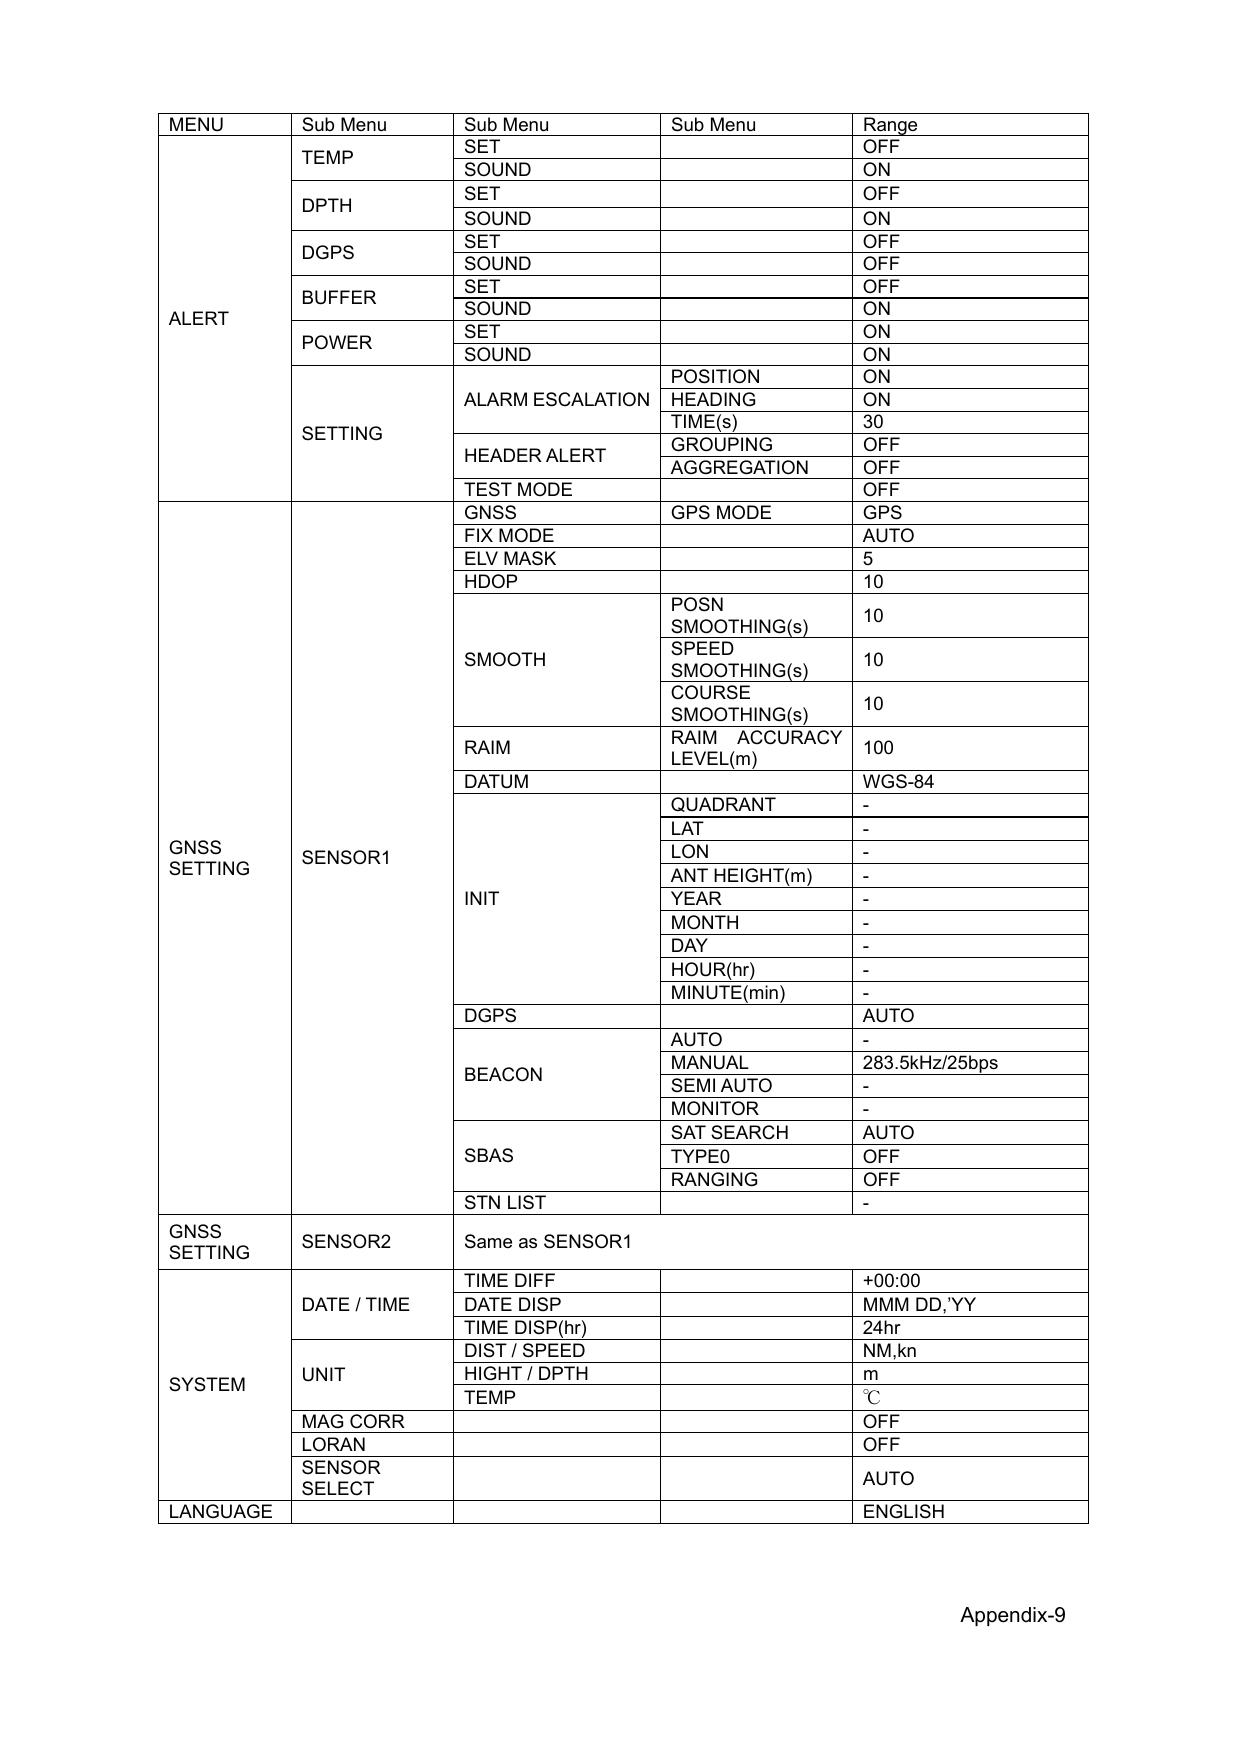 MENU Sub Menu Sub Menu Sub Menu Range
ALERT TEMP SET OFF
SOUND ON
DPTH SET OFF
SOUND ON
DGPS SET OFF
SOUND OFF
BUFFER SET OFF
SOUND ON
POWER SET ON
SOUND ON
SETTING ALARM ESCALATION POSITION ON
HEADING ON
TIME(s) 30
HEADER ALERT GROUPING OFF
AGGREGATION OFF
TEST MODE OFF
GNSS
SETTING SENSOR1 GNSS GPS MODE GPS
FIX MODE AUTO
ELV MASK 5
HDOP 10
SMOOTH POSN
SMOOTHING(s) 10
SPEED
SMOOTHING(s) 10
COURSE
SMOOTHING(s) 10
RAIM RAIM ACCURACY
LEVEL(m) 100
DATUM WGS-84
INIT QUADRANT -
LAT -
LON -
ANT HEIGHT(m) -
YEAR -
MONTH -
DAY -
HOUR(hr) -
MINUTE(min) -
DGPS AUTO
BEACON AUTO -
MANUAL 283.5kHz/25bps
SEMI AUTO -
MONITOR -
SBAS SAT SEARCH AUTO
TYPE0 OFF
RANGING OFF
STN LIST -
GNSS
SETTING SENSOR2 Same as SENSOR1
SYSTEM DATE / TIME TIME DIFF +00:00
DATE DISP MMM DD,’YY
TIME DISP(hr) 24hr
UNIT DIST / SPEED NM,kn
HIGHT / DPTH m
TEMP ℃
MAG CORR OFF
LORAN OFF
SENSOR
SELECT AUTO
LANGUAGE ENGLISH
Appendix-9